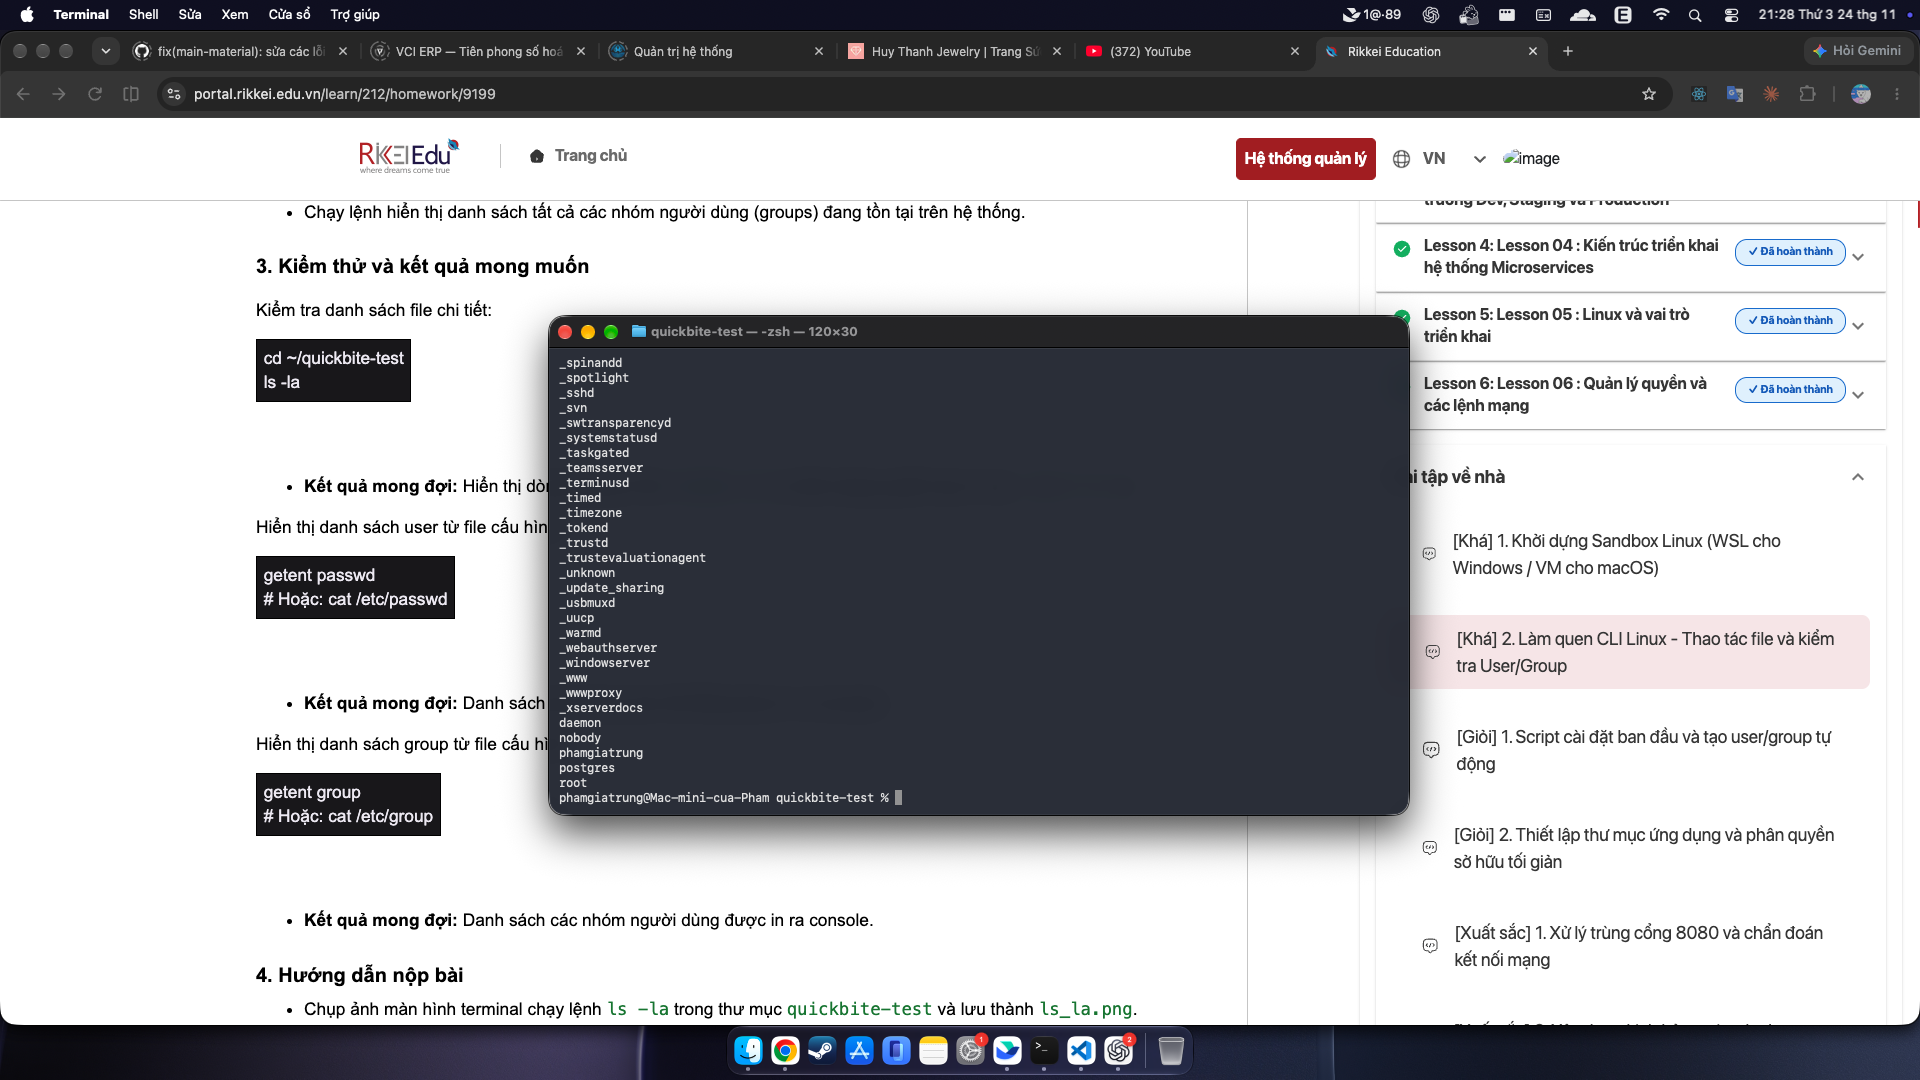 Terminal Shell Sửa Xem Cửa sổ Trợ giúp
1@·89
21:28 Thứ 3 24 thg 11
fix(main-material): sửa các lỗi
VCI ERP — Tiên phong số hoá
Quản trị hệ thống
Huy Thanh Jewelry | Trang Sứ
(372) YouTube
Rikkei Education
Hỏi Gemini
portal.rikkei.edu.vn/learn/212/homework/9199
RIKKEI Edu
where dreams come true
Trang chủ
Hệ thống quản lý
VN
image
Chạy lệnh hiển thị danh sách tất cả các nhóm người dùng (groups) đang tồn tại trên hệ thống.
3. Kiểm thử và kết quả mong muốn
Kiểm tra danh sách file chi tiết:
cd ~/quickbite-test
ls -la
Kết quả mong đợi: Hiển thị dòn
Hiển thị danh sách user từ file cấu hìn
getent passwd
# Hoặc: cat /etc/passwd
Kết quả mong đợi: Danh sách
Hiển thị danh sách group từ file cấu hì
getent group
# Hoặc: cat /etc/group
Kết quả mong đợi: Danh sách các nhóm người dùng được in ra console.
4. Hướng dẫn nộp bài
Chụp ảnh màn hình terminal chạy lệnh ls -la trong thư mục quickbite-test và lưu thành ls_la.png.
quickbite-test — -zsh — 120×30
_spinandd
_spotlight
_sshd
_svn
_swtransparencyd
_systemstatusd
_taskgated
_teamsserver
_terminusd
_timed
_timezone
_tokend
_trustd
_trustevaluationagent
_unknown
_update_sharing
_usbmuxd
_uucp
_warmd
_webauthserver
_windowserver
_www
_wwwproxy
_xserverdocs
daemon
nobody
phamgiatrung
postgres
root
phamgiatrung@Mac-mini-cua-Pham quickbite-test %
trường Dev, Staging và Production
Lesson 4: Lesson 04 : Kiến trúc triển khai
hệ thống Microservices
Đã hoàn thành
Lesson 5: Lesson 05 : Linux và vai trò
triển khai
Đã hoàn thành
Lesson 6: Lesson 06 : Quản lý quyền và
các lệnh mạng
Đã hoàn thành
i tập về nhà
[Khá] 1. Khởi dựng Sandbox Linux (WSL cho
Windows / VM cho macOS)
[Khá] 2. Làm quen CLI Linux - Thao tác file và kiểm
tra User/Group
[Giỏi] 1. Script cài đặt ban đầu và tạo user/group tự
động
[Giỏi] 2. Thiết lập thư mục ứng dụng và phân quyền
sở hữu tối giản
[Xuất sắc] 1. Xử lý trùng cổng 8080 và chẩn đoán
kết nối mạng
1
2